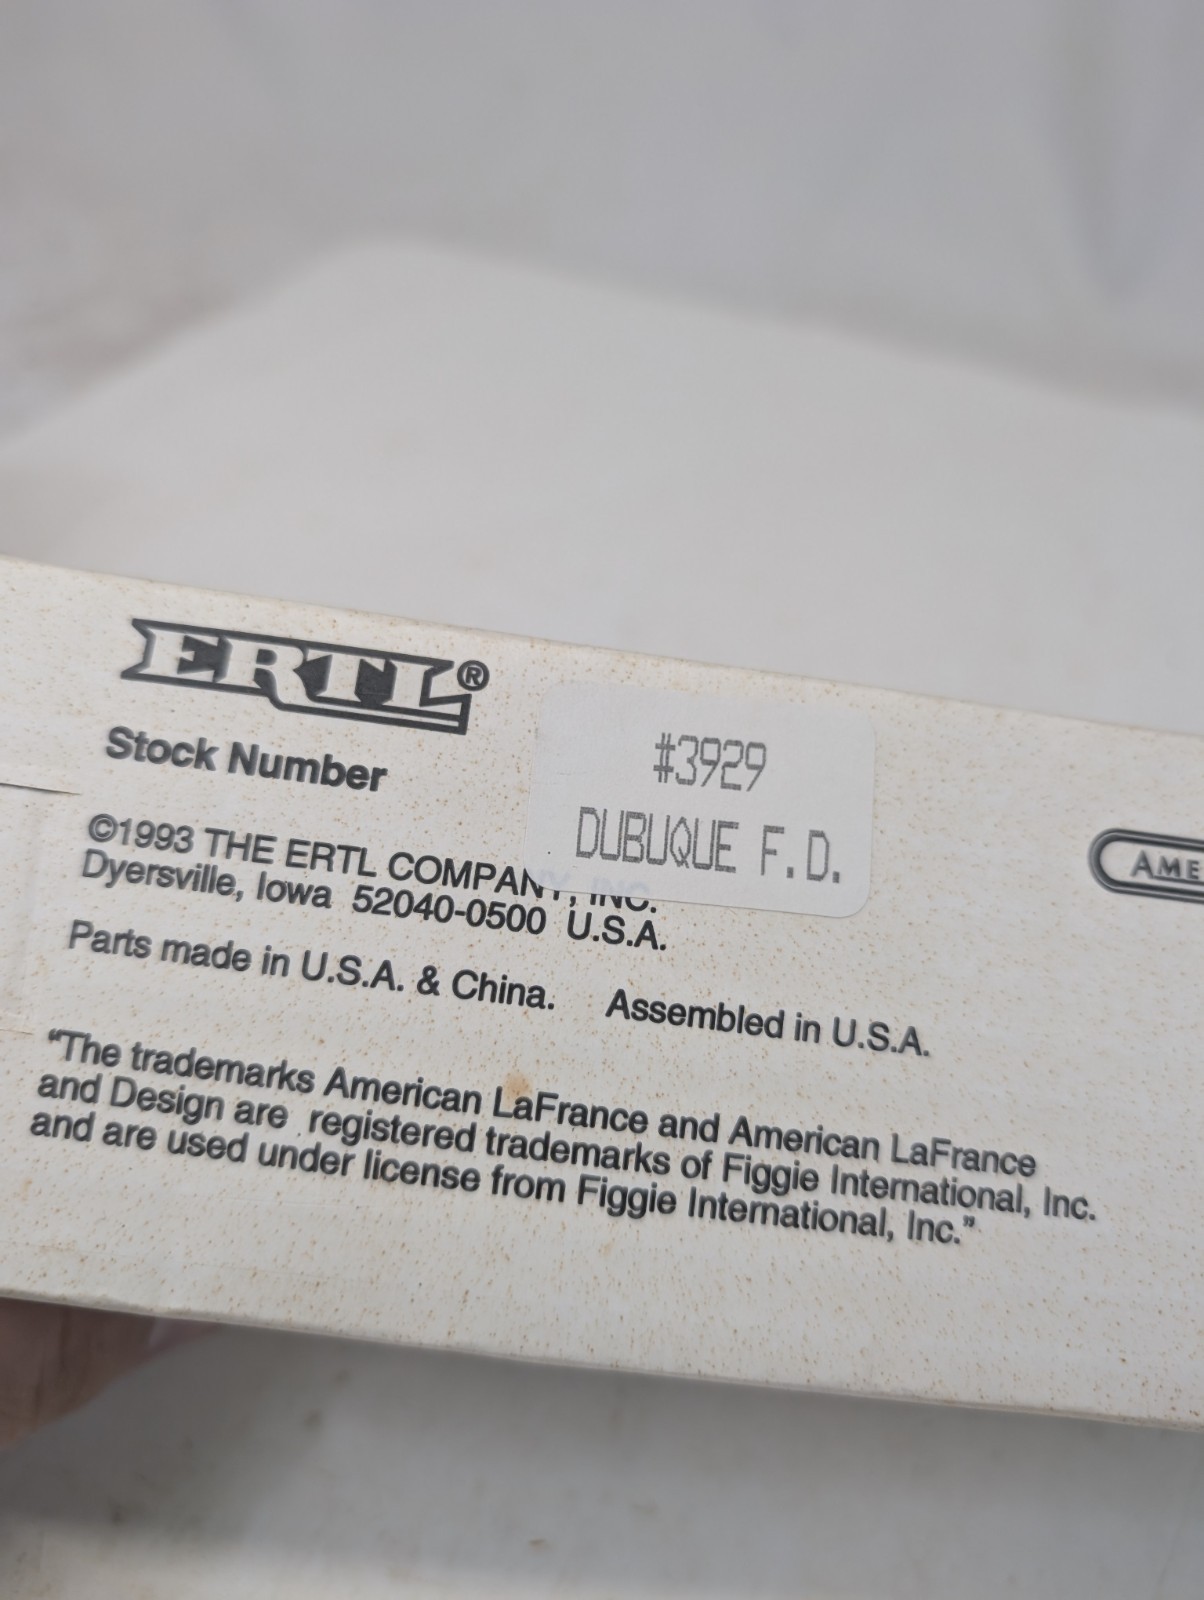 ERTL®
Stock Number
#3929
DUBUQUE F.D.
©1993 THE ERTL COMPANY, INC.
Dyersville, Iowa 52040-0500 U.S.A.
Parts made in U.S.A. & China. Assembled in U.S.A.
AME
“The trademarks American LaFrance and American LaFrance
and Design are registered trademarks of Figgie International, Inc.
and are used under license from Figgie International, Inc.”